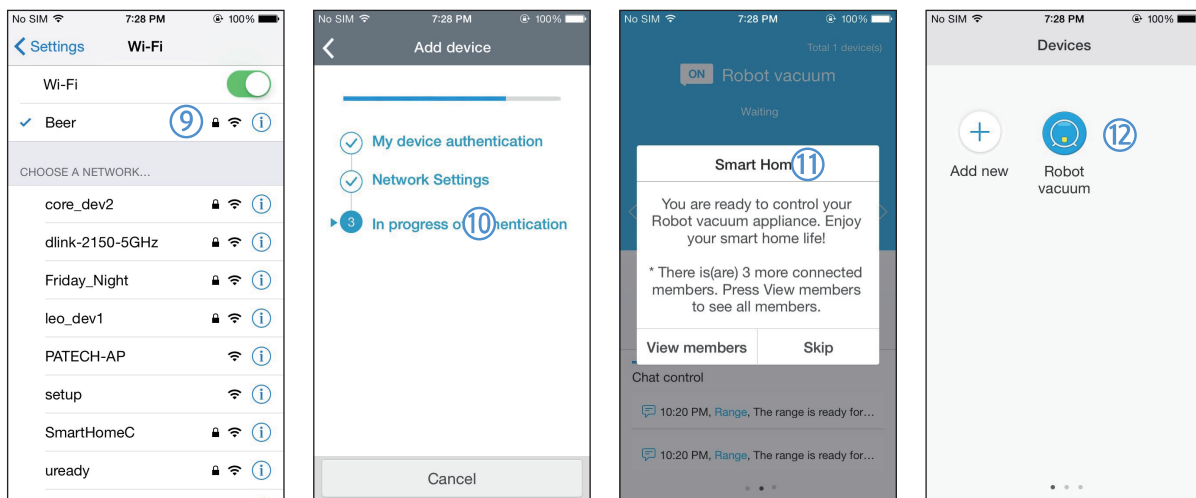 No SIM 7:28 PM 100%
Settings Wi-Fi
Wi-Fi
Beer ⑨
CHOOSE A NETWORK...
core_dev2
dlink-2150-5GHz
Friday_Night
leo_dev1
PATECH-AP
setup
SmartHomeC
uready
No SIM 7:28 PM 100%
Add device
My device authentication
Network Settings
3 In progress o⑩hentication
Cancel
No SIM 7:28 PM 100%
Total 1 device(s)
ON Robot vacuum
Waiting
Smart Hom⑪
You are ready to control your
Robot vacuum appliance. Enjoy
your smart home life!
* There is(are) 3 more connected
members. Press View members
to see all members.
View members Skip
Chat control
10:20 PM, Range, The range is ready for...
10:20 PM, Range, The range is ready for...
No SIM 7:28 PM 100%
Devices
⑫
Add new Robot
vacuum